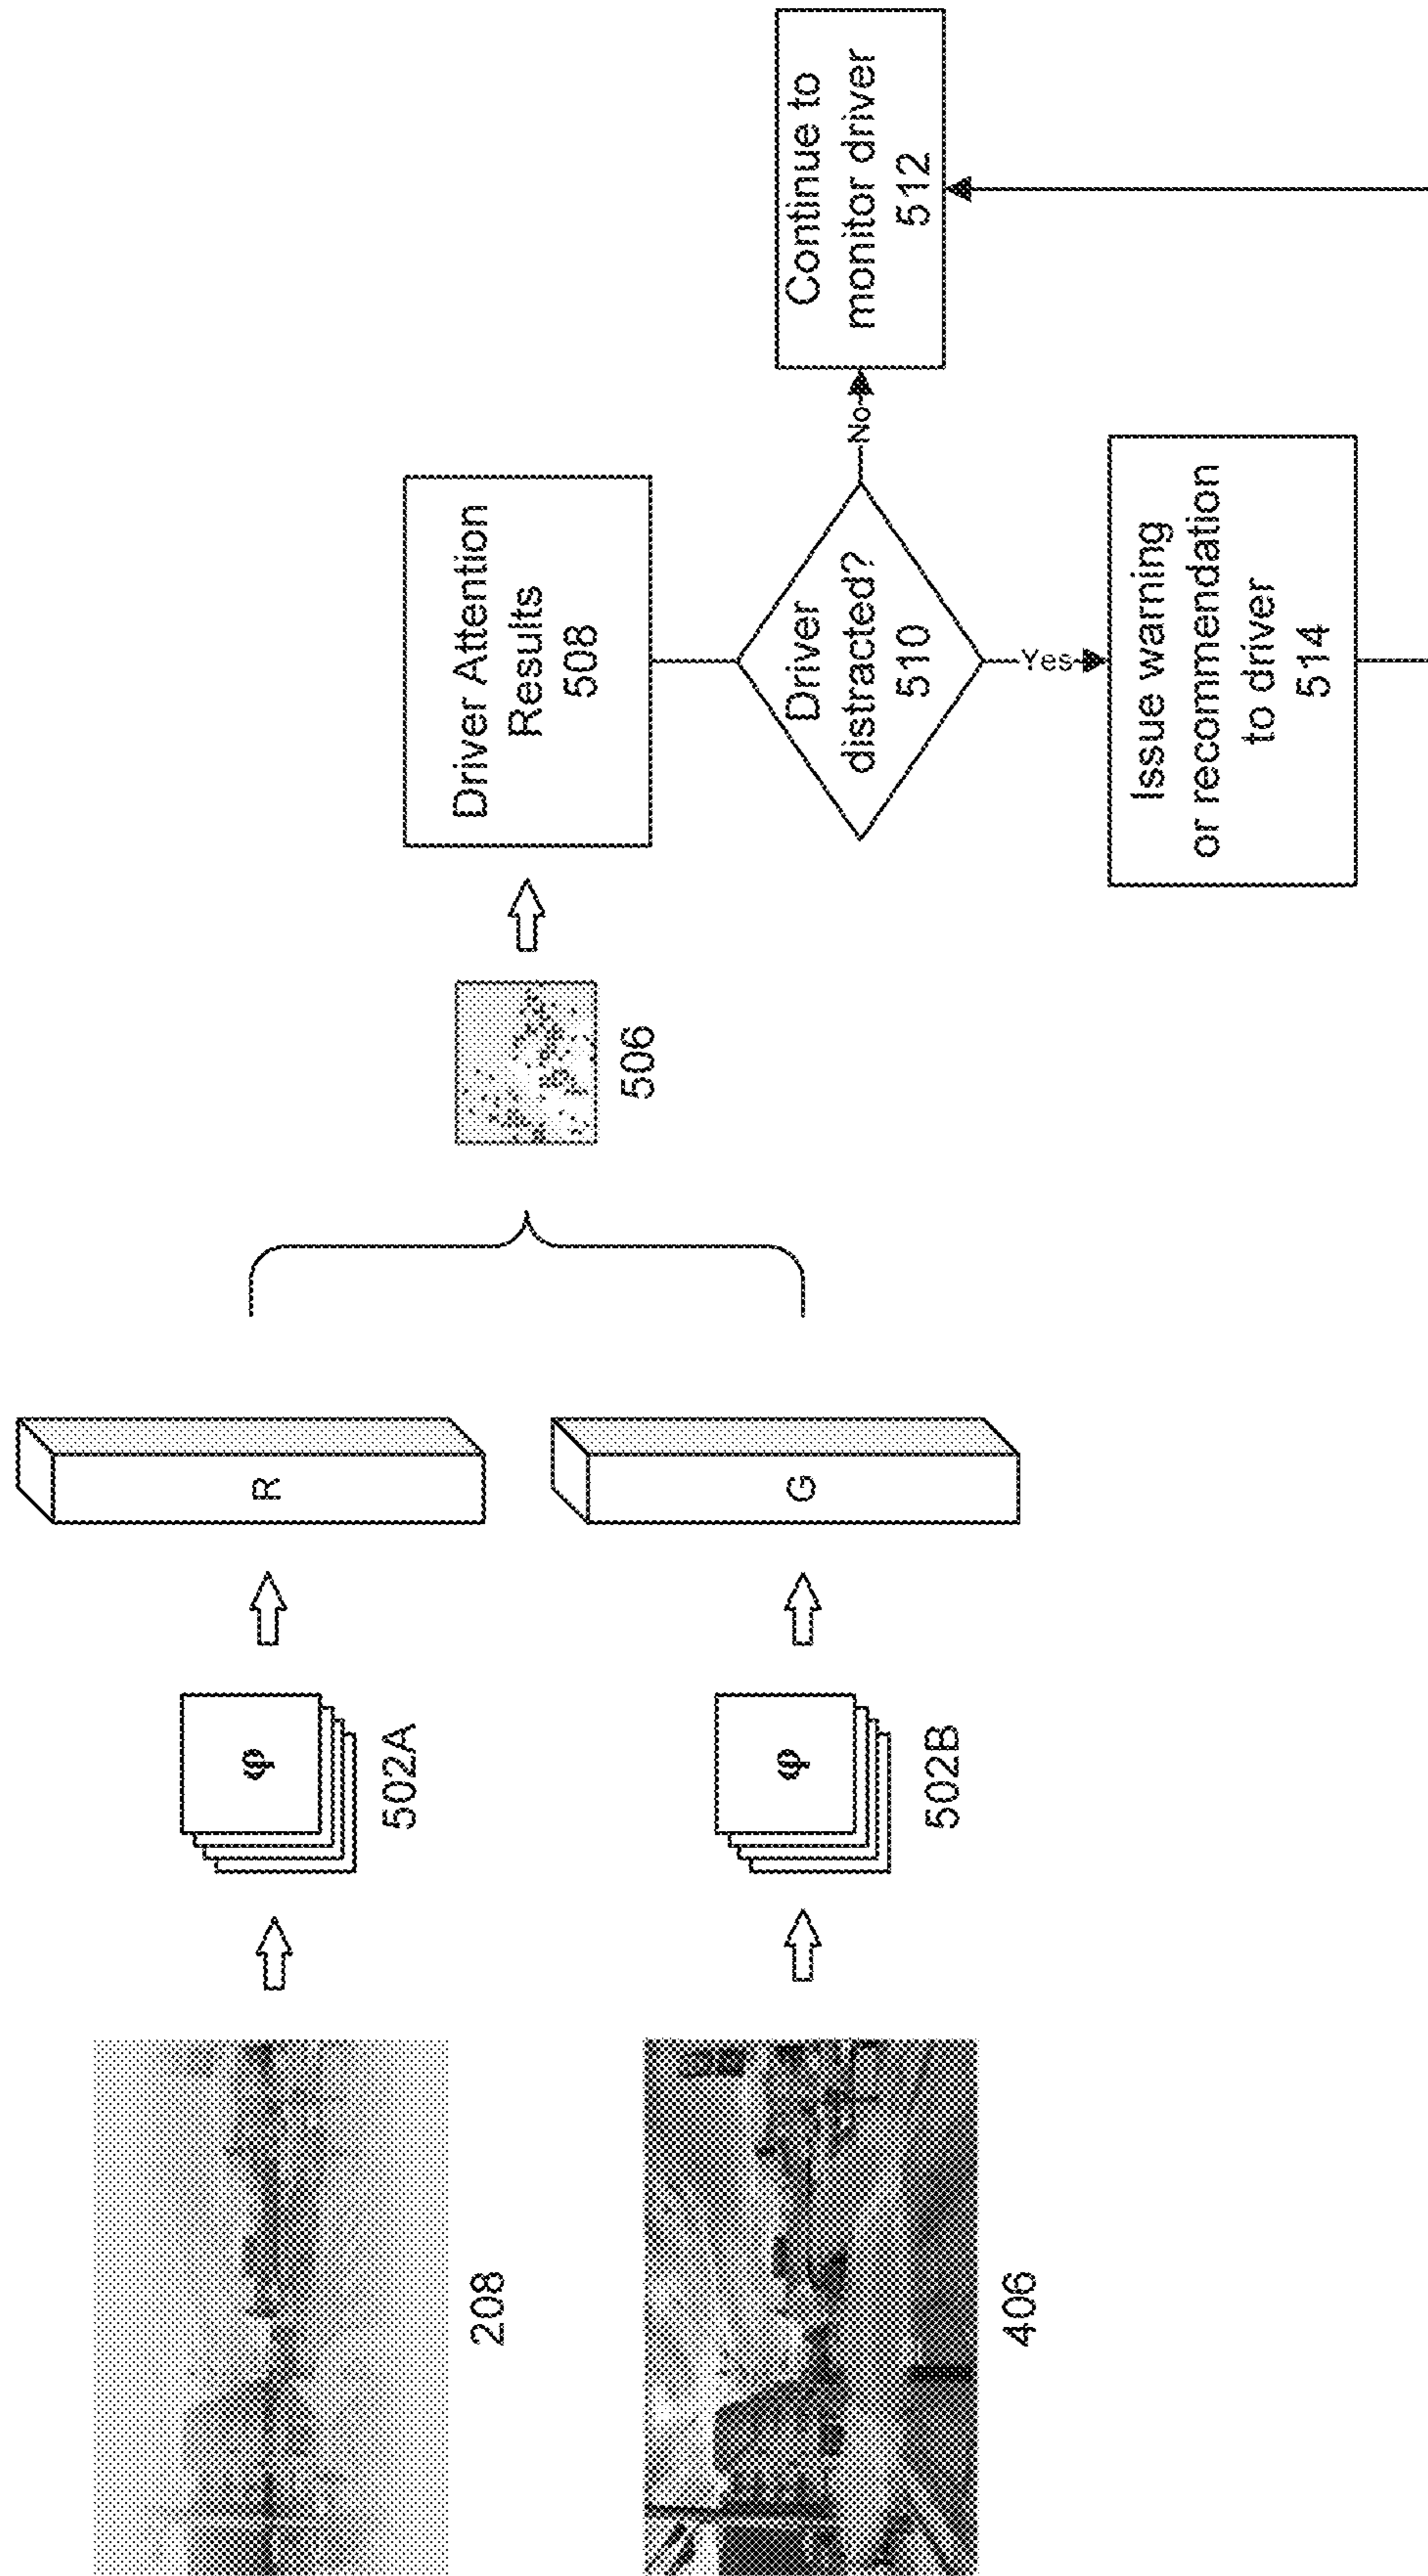 208
φ
502A
R
406
φ
502B
G
506
Driver Attention
Results
508
Driver
distracted?
510
No
Continue to
monitor driver
512
Yes
Issue warning
or recommendation
to driver
514